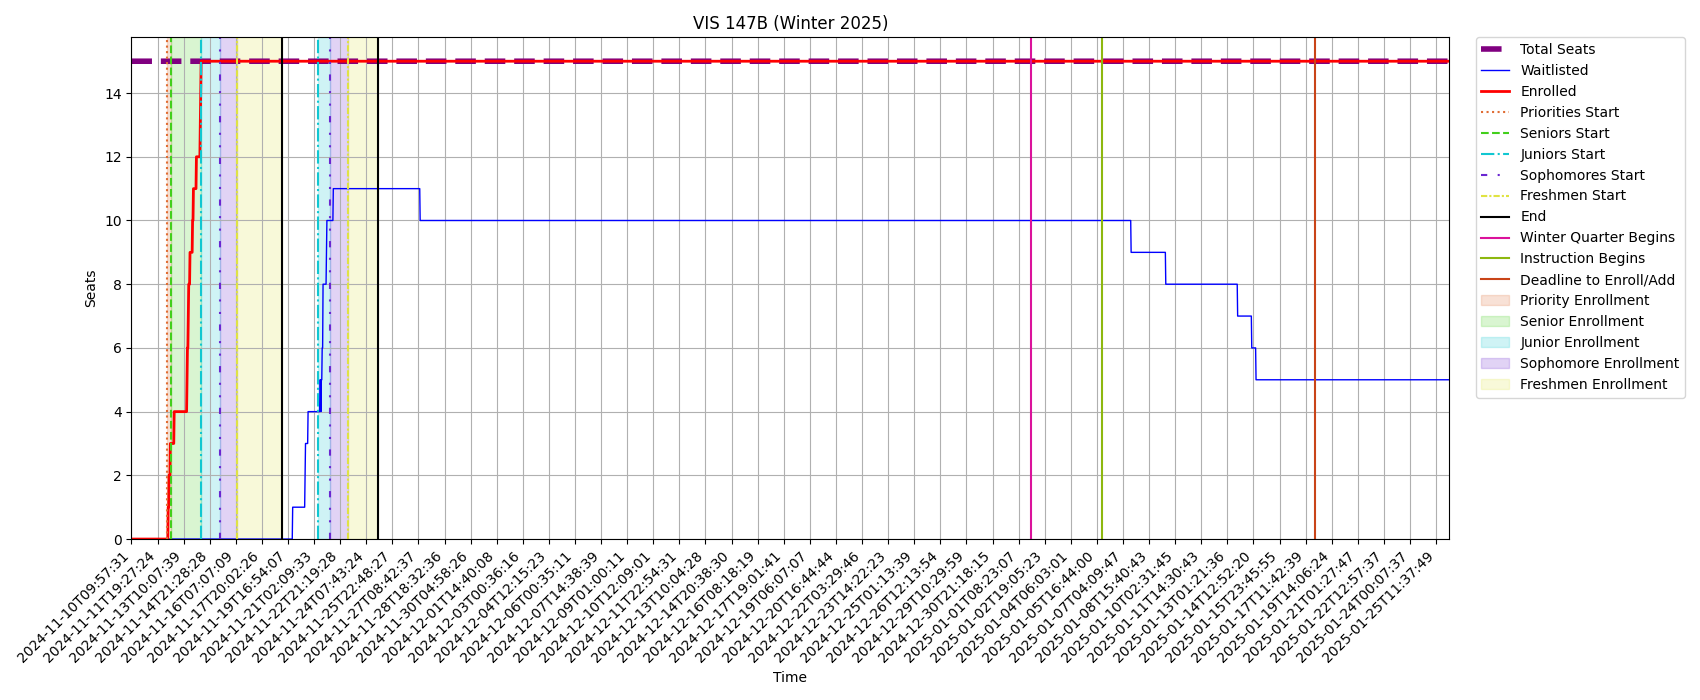 VIS 147B (Winter 2025)
Total Seats
Waitlisted
Enrolled
Priorities Start
Seniors Start
Juniors Start
Sophomores Start
Freshmen Start
End
Winter Quarter Begins
Instruction Begins
Deadline to Enroll/Add
Priority Enrollment
Senior Enrollment
Junior Enrollment
Sophomore Enrollment
Freshmen Enrollment
Seats
14
12
10
8
6
4
2
0
2024-11-10T09:57:31
2024-11-11T19:27:24
2024-11-13T10:07:39
2024-11-14T21:28:28
2024-11-16T07:07:09
2024-11-17T20:02:26
2024-11-19T16:54:07
2024-11-21T02:09:33
2024-11-22T21:19:28
2024-11-24T07:43:24
2024-11-25T22:48:27
2024-11-27T08:42:37
2024-11-28T18:32:36
2024-11-30T04:58:26
2024-12-01T14:40:08
2024-12-03T00:36:16
2024-12-04T12:15:23
2024-12-06T00:35:11
2024-12-07T14:38:39
2024-12-09T01:00:11
2024-12-10T12:09:01
2024-12-11T22:54:31
2024-12-13T10:04:28
2024-12-14T20:38:30
2024-12-16T08:18:19
2024-12-17T19:01:41
2024-12-19T06:07:07
2024-12-20T16:44:44
2024-12-22T03:29:46
2024-12-23T14:22:23
2024-12-25T01:13:39
2024-12-26T12:13:54
2024-12-29T10:29:59
2024-12-30T21:18:15
2025-01-01T08:23:07
2025-01-02T19:05:23
2025-01-04T06:03:01
2025-01-05T16:44:00
2025-01-07T04:09:47
2025-01-08T15:40:43
2025-01-10T02:31:45
2025-01-11T14:30:43
2025-01-13T01:21:36
2025-01-14T12:52:20
2025-01-15T23:45:55
2025-01-17T11:42:39
2025-01-19T14:06:24
2025-01-21T01:27:47
2025-01-22T12:57:37
2025-01-24T00:07:37
2025-01-25T11:37:49
Time